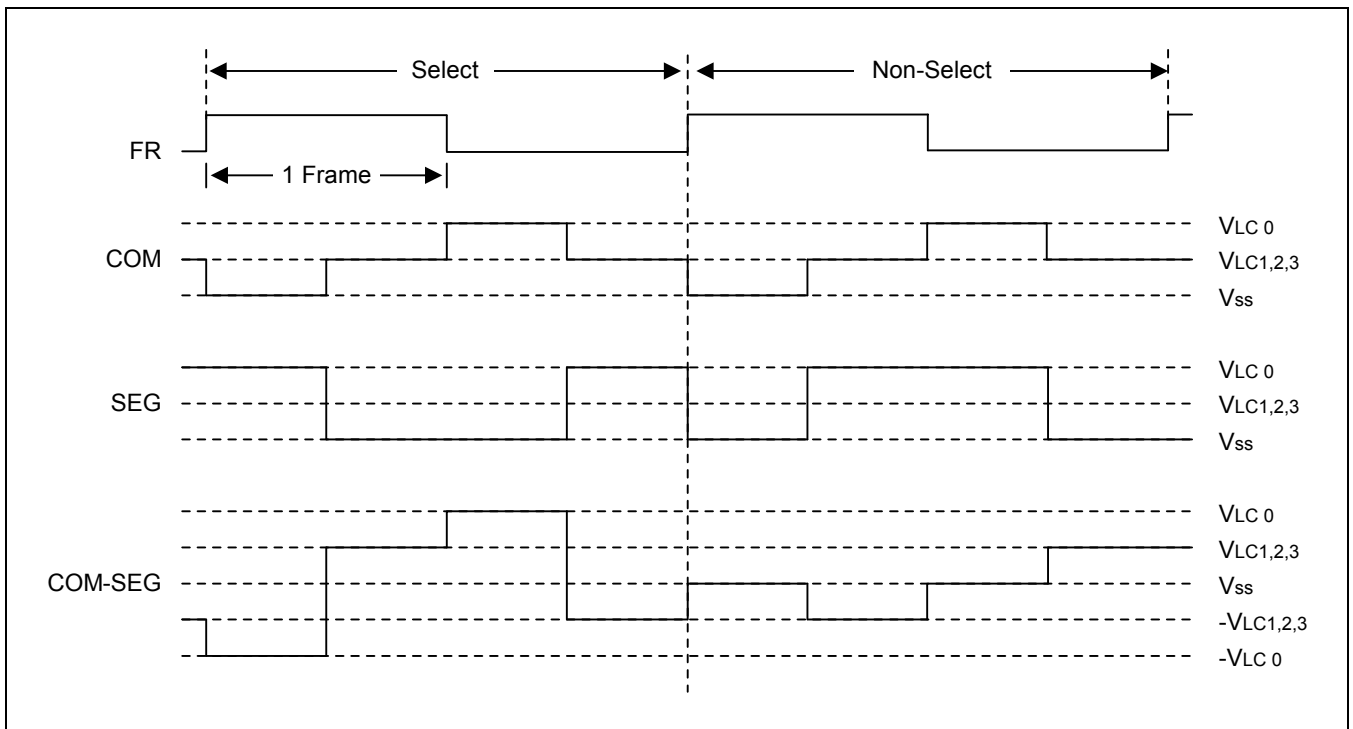 Select
Non-Select
FR
1 Frame
COM
VLC 0
VLC1,2,3
Vss
SEG
VLC 0
VLC1,2,3
Vss
COM-SEG
VLC 0
VLC1,2,3
Vss
-VLC1,2,3
-VLC 0